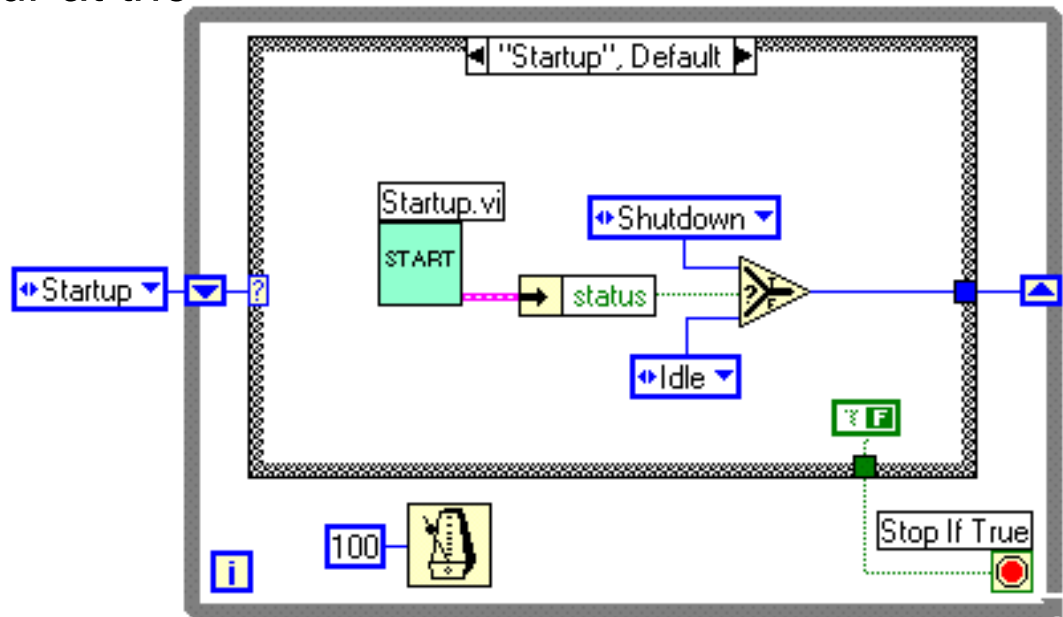 "Startup", Default
Startup.vi
START
Shutdown
Startup
?
status
?
T
F
Idle
F
100
Stop If True
i